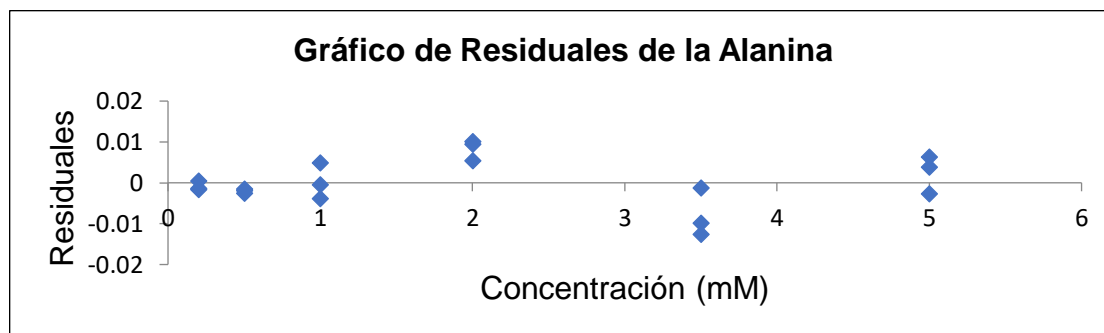 Gráfico de Residuales de la Alanina
0.02
0.01
0
-0.01
-0.02
Residuales
0 1 2 3 4 5 6
Concentración (mM)